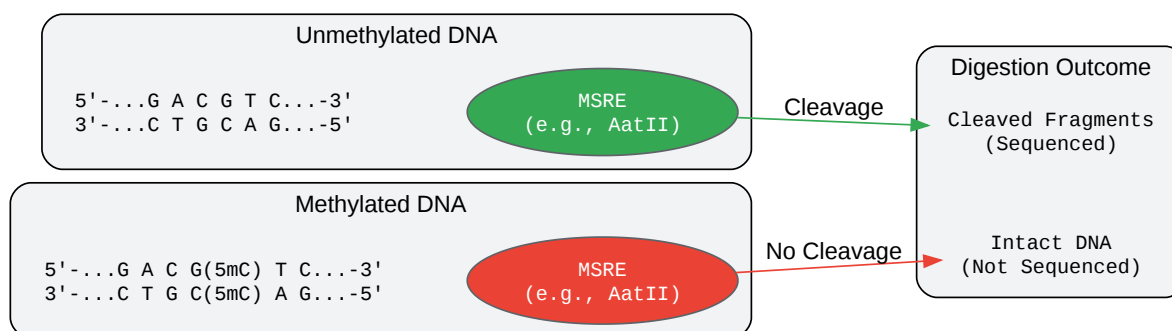 Unmethylated DNA
5'-...G A C G T C...-3'
3'-...C T G C A G...-5'
MSRE
(e.g., AatII)
Cleavage
Digestion Outcome
Cleaved Fragments
(Sequenced)
Methylated DNA
5'-...G A C G(5mC) T C...-3'
3'-...C T G C(5mC) A G...-5'
MSRE
(e.g., AatII)
No Cleavage
Intact DNA
(Not Sequenced)